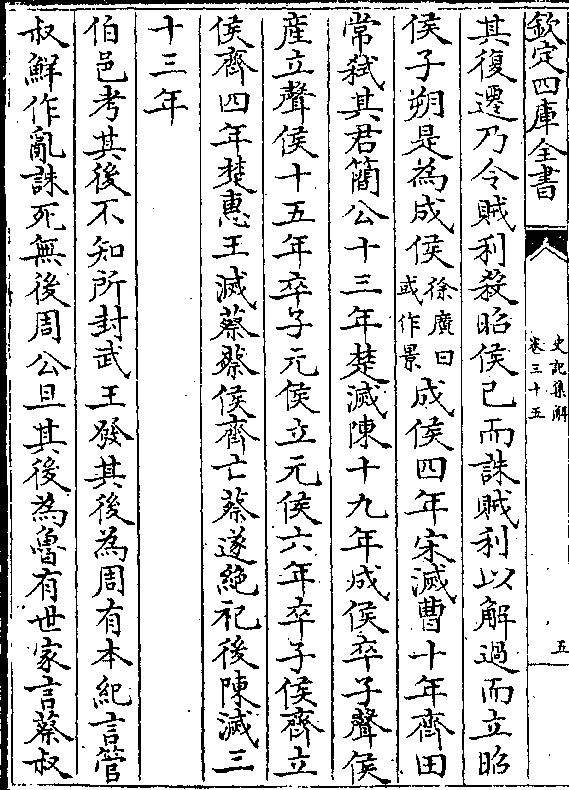 欽定四庫全書
史記集解
卷三十五
五
其復遷乃令賊利殺昭侯已而誅賊利以解過而立昭
侯子朔是為成侯徐廣曰或作景成侯四年宋滅曹十年齊田
常弒其君簡公十三年楚滅陳十九年成侯卒子聲侯
產立聲侯十五年卒子元侯立元侯六年卒子侯齊立
侯齊四年楚惠王滅蔡蔡侯齊亡蔡遂絕祀後陳滅三
十三年
伯邑考其後不知所封武王發其後為周有本紀言管
叔鮮作亂誅死無後周公旦其後為魯有世家言蔡叔